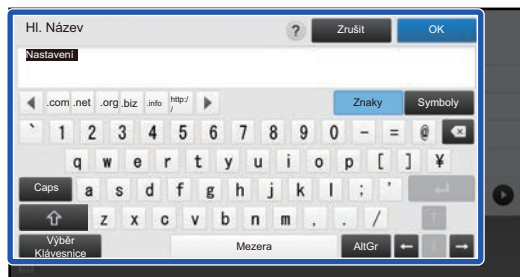 Hl. Název ? Zrušit OK
Nastavení
.com .net .org .biz .info http:// Znaky Symboly
` 1 2 3 4 5 6 7 8 9 0 - = @
q w e r t y u i o p [ ] ¥
Caps a s d f g h j k l ; '
z x c v b n m , . /
Výběr Klávesnice Mezera AltGr